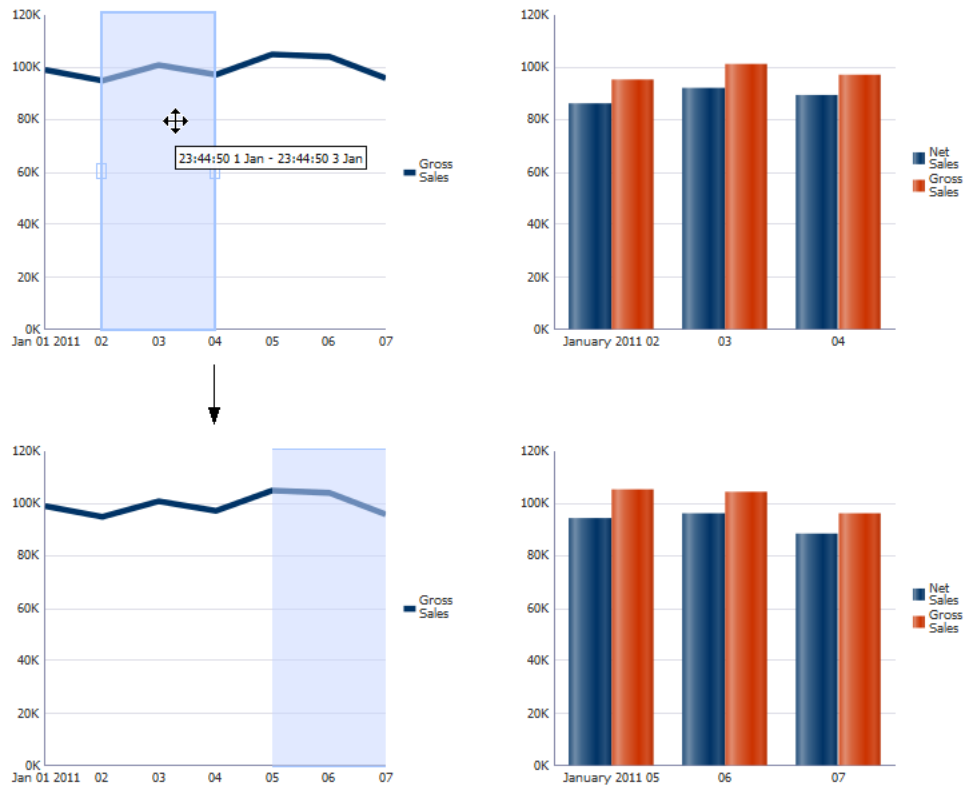 120K
100K
80K
60K
40K
20K
0K
Jan 01 2011 02 03 04 05 06 07
23:44:50 1 Jan - 23:44:50 3 Jan
Gross
Sales
120K
100K
80K
60K
40K
20K
0K
January 2011 02 03 04
Net
Sales
Gross
Sales
120K
100K
80K
60K
40K
20K
0K
Jan 01 2011 02 03 04 05 06 07
Gross
Sales
120K
100K
80K
60K
40K
20K
0K
January 2011 05 06 07
Net
Sales
Gross
Sales